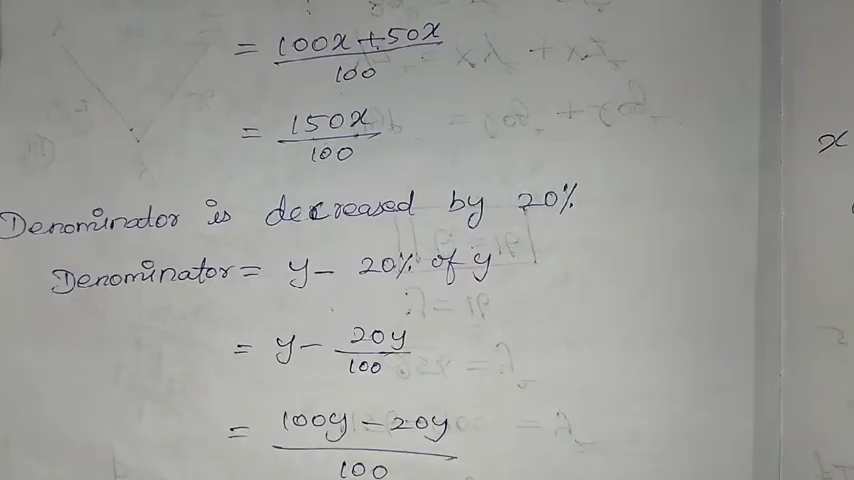 = 100x + 50x / 100
= 150x / 100
x
Denominator is decreased by 20%
Denominator = y - 20% of y
= y - 20y / 100
= 100y - 20y / 100